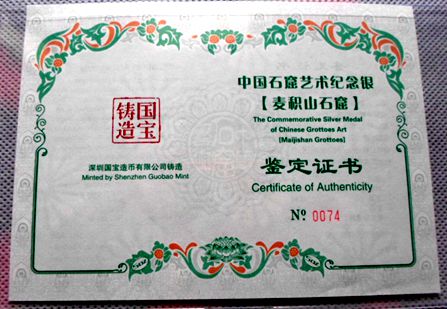 国宝
铸造
深圳国宝造币有限公司铸造
Minted by Shenzhen Guobao Mint
中国石窟艺术纪念银
【麦积山石窟】
The Commemorative Silver Medal
of Chinese Grottoes Art
[Maijishan Grottoes]
鉴定证书
Certificate of Authenticity
№ 0074